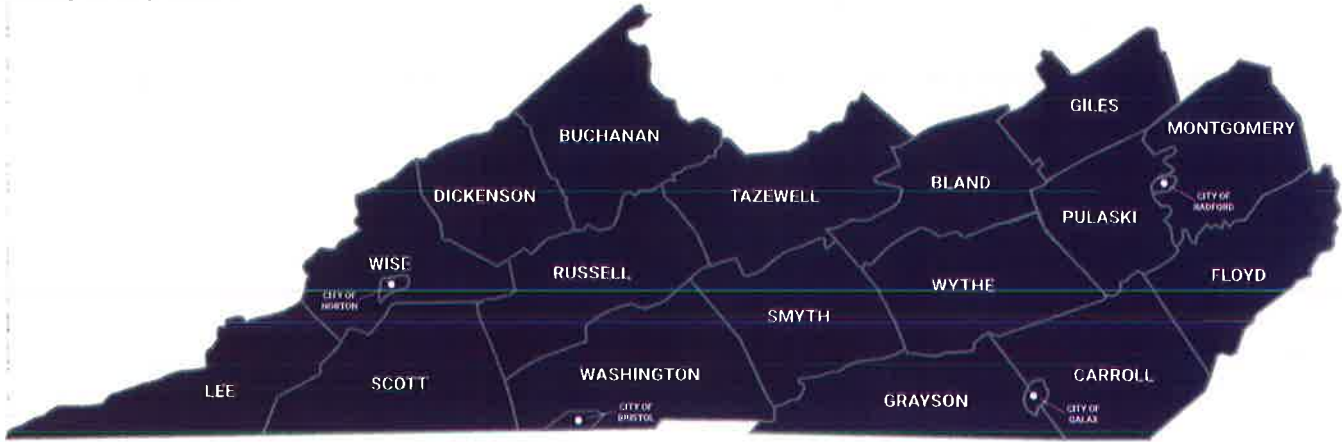 GILES
MONTGOMERY
BUCHANAN
BLAND
DICKENSON
TAZEWELL
CITY OF
RADFORD
PULASKI
WISE
RUSSELL
FLOYD
WYTHE
CITY OF
NORTON
SMYTH
WASHINGTON
CARROLL
SCOTT
LEE
GRAYSON
CITY OF
BRISTOL
CITY OF
GALAX